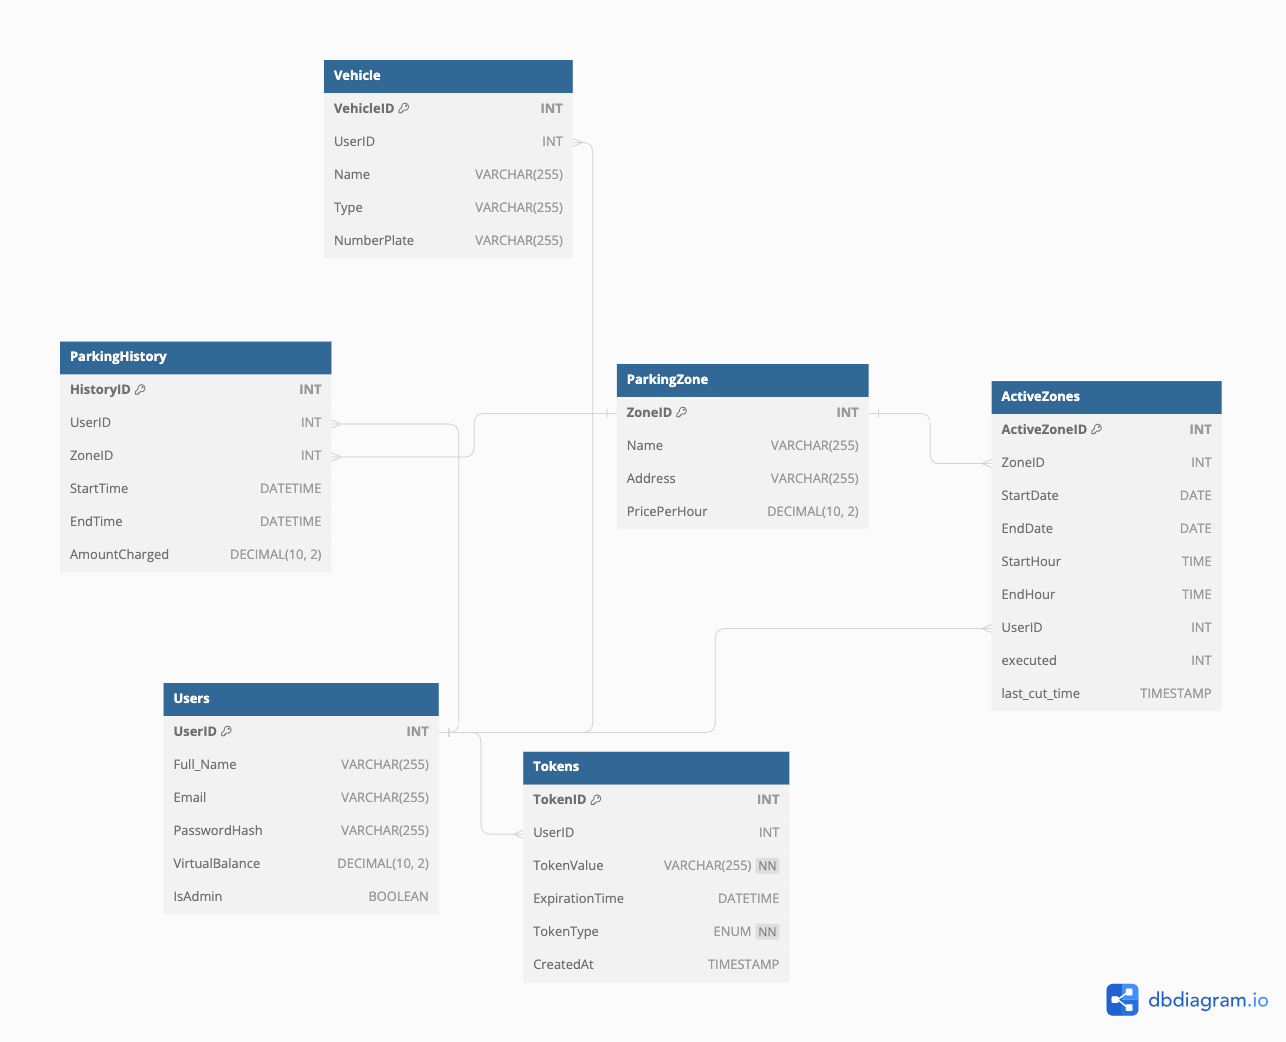 Vehicle
VehicleID INT
UserID INT
Name VARCHAR(255)
Type VARCHAR(255)
NumberPlate VARCHAR(255)
ParkingHistory
HistoryID INT
UserID INT
ZoneID INT
StartTime DATETIME
EndTime DATETIME
AmountCharged DECIMAL(10, 2)
ParkingZone
ZoneID INT
Name VARCHAR(255)
Address VARCHAR(255)
PricePerHour DECIMAL(10, 2)
ActiveZones
ActiveZoneID INT
ZoneID INT
StartDate DATE
EndDate DATE
StartHour TIME
EndHour TIME
UserID INT
executed INT
last_cut_time TIMESTAMP
Users
UserID INT
Full_Name VARCHAR(255)
Email VARCHAR(255)
PasswordHash VARCHAR(255)
VirtualBalance DECIMAL(10, 2)
IsAdmin BOOLEAN
Tokens
TokenID INT
UserID INT
TokenValue VARCHAR(255) NN
ExpirationTime DATETIME
TokenType ENUM NN
CreatedAt TIMESTAMP
dbdiagram.io